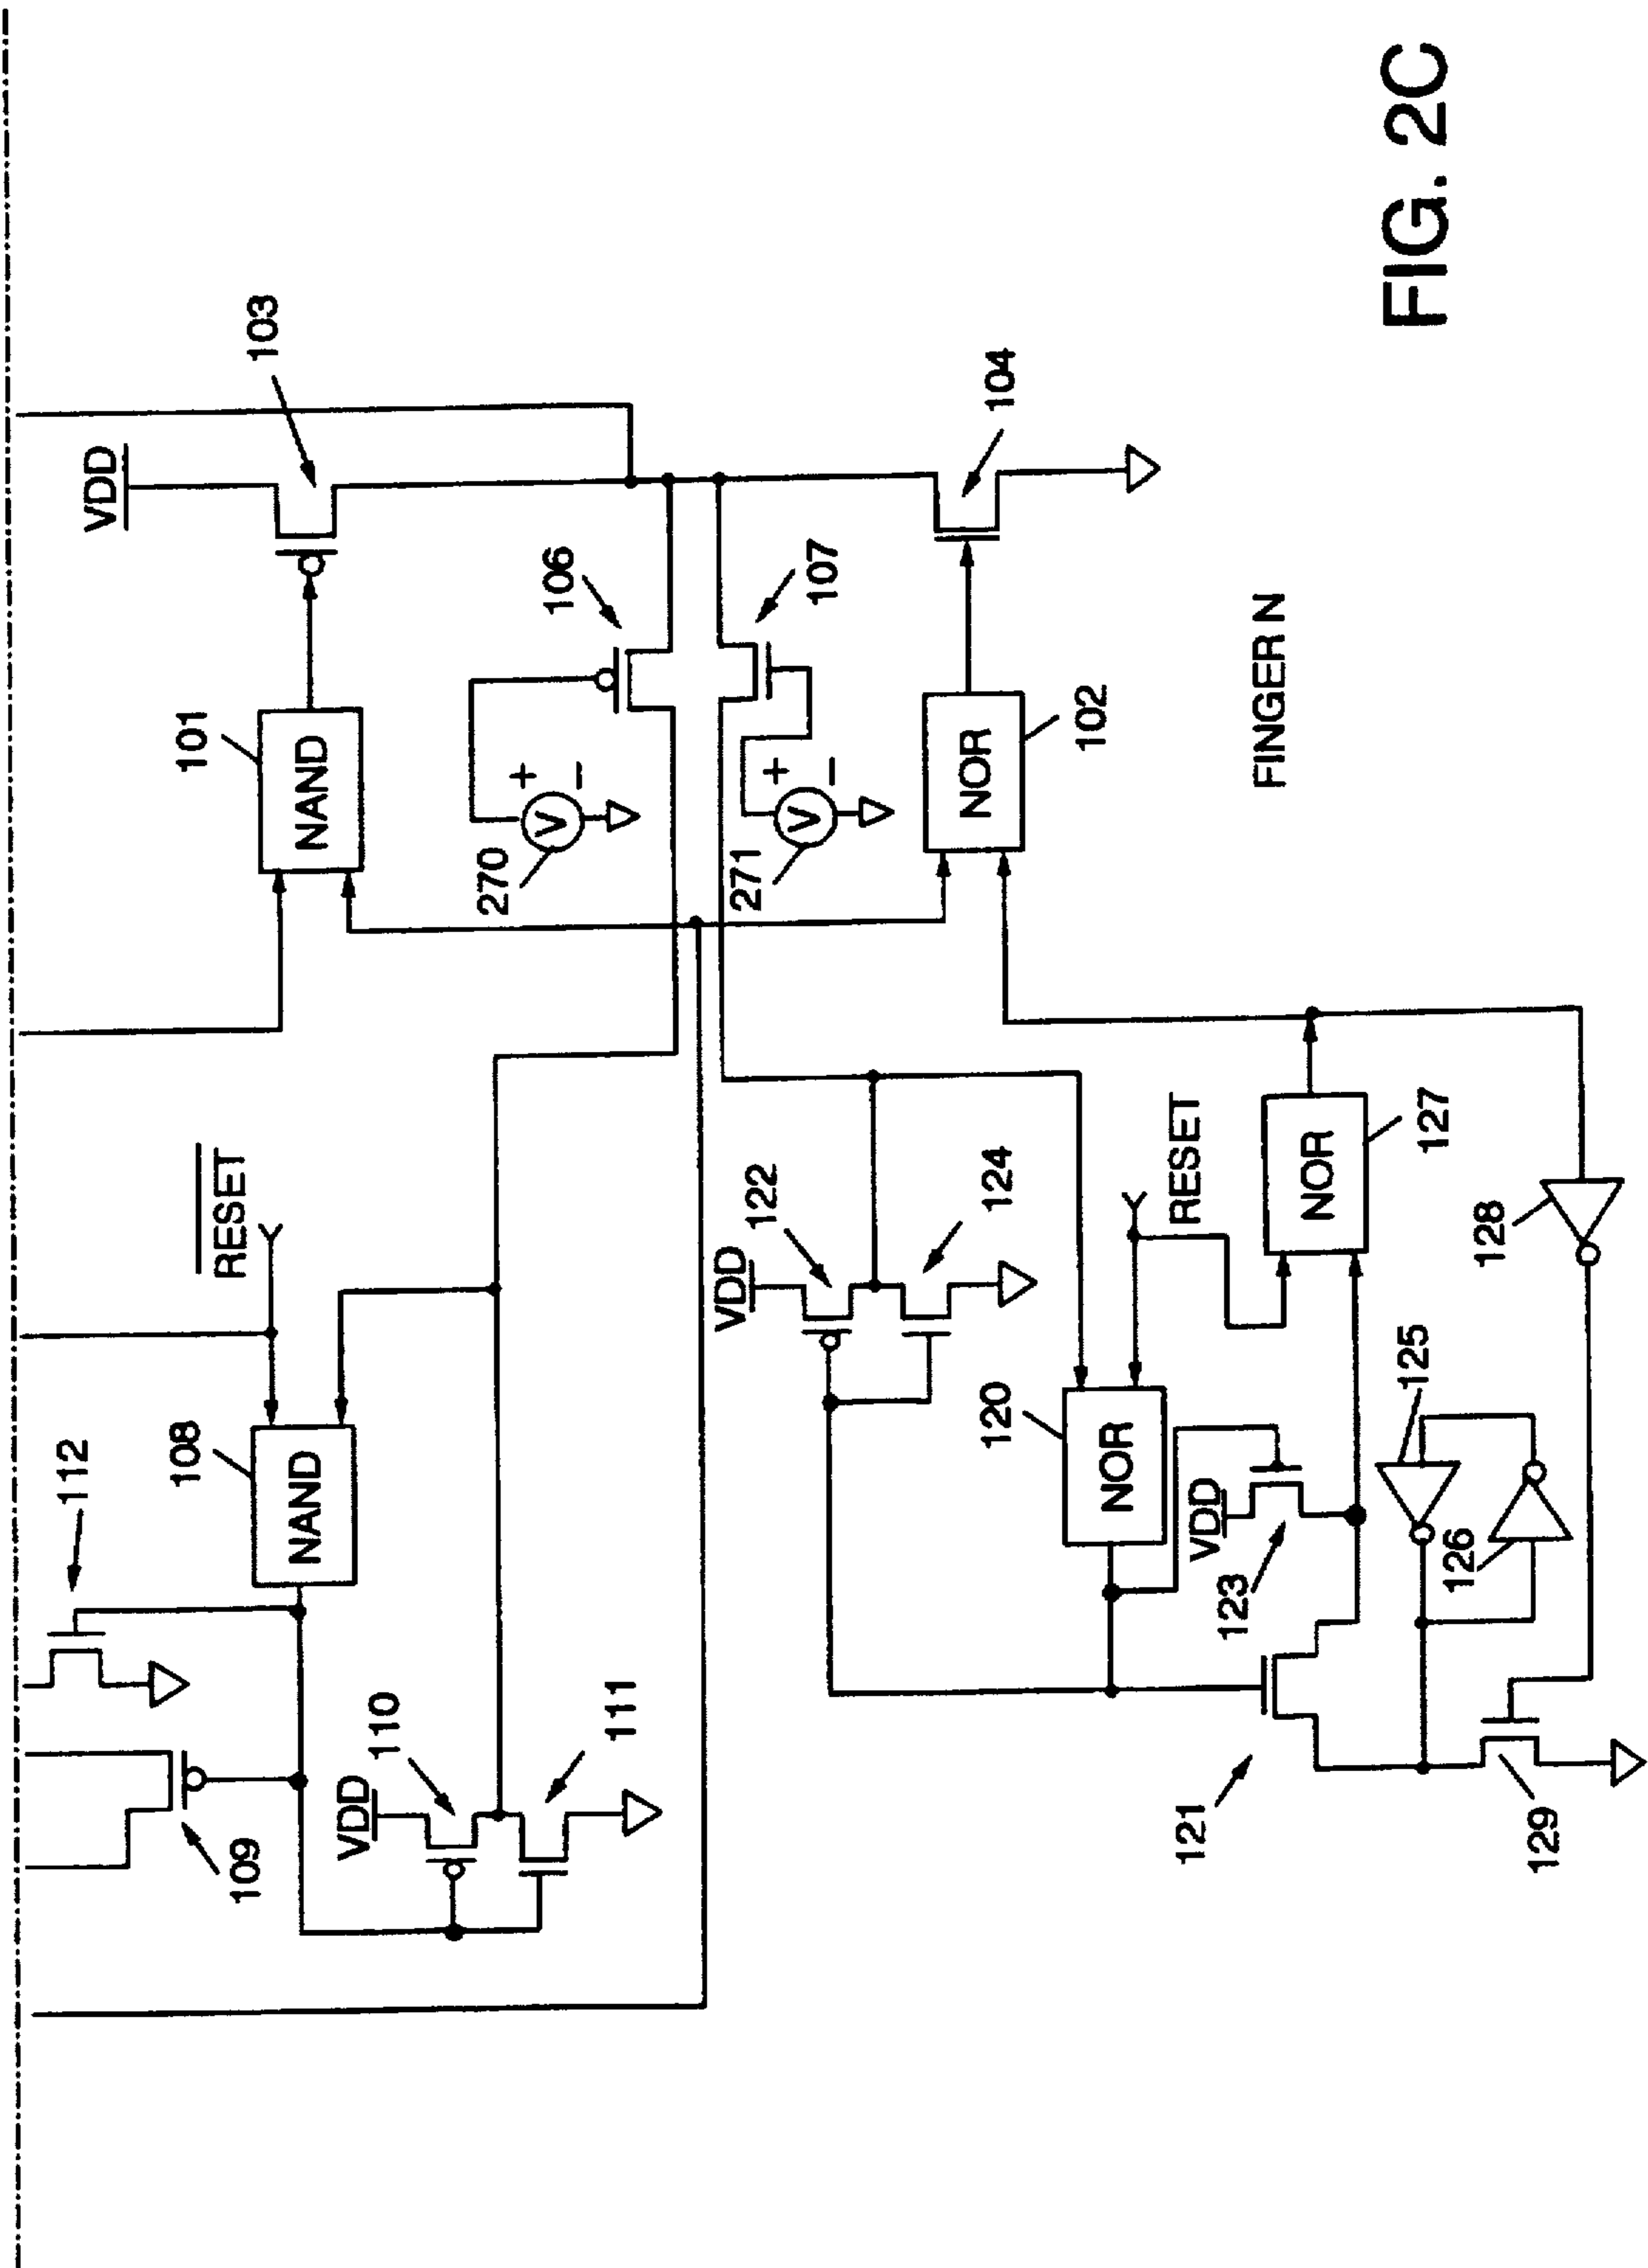 VDD
103
101
NAND
106
270
V
+
−
107
271
V
+
−
104
102
NOR
FINGER N
RESET
112
108
NAND
109
110
VDD
111
122
VDD
124
120
NOR
RESET
VDD
123
NOR
127
125
126
128
121
129
FIG. 2C